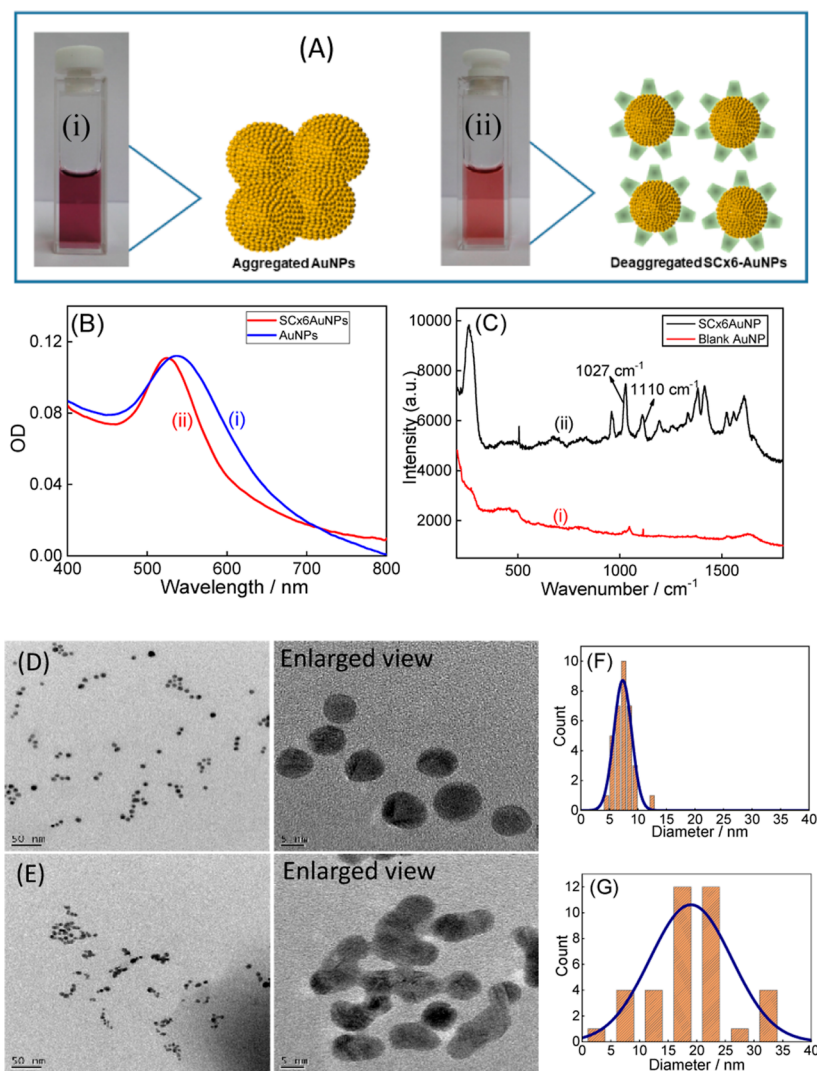 (A)
(i)
(ii)
Aggregated AuNPs
Deaggregated SCx6-AuNPs
(B)
SCx6AuNPs
AuNPs
0.12
0.08
0.04
0.00
OD
(i)
(ii)
400 500 600 700 800
Wavelength / nm
(C)
SCx6AuNP
Blank AuNP
10000
8000
6000
4000
2000
Intensity (a.u.)
1027 cm⁻¹
1110 cm⁻¹
(ii)
(i)
500 1000 1500
Wavenumber / cm⁻¹
(D)
50 nm
Enlarged view
5 nm
(F)
10
8
6
4
2
0
Count
0 5 10 15 20 25 30 35 40
Diameter / nm
(E)
50 nm
Enlarged view
5 nm
(G)
12
10
8
6
4
2
0
Count
0 5 10 15 20 25 30 35 40
Diameter / nm